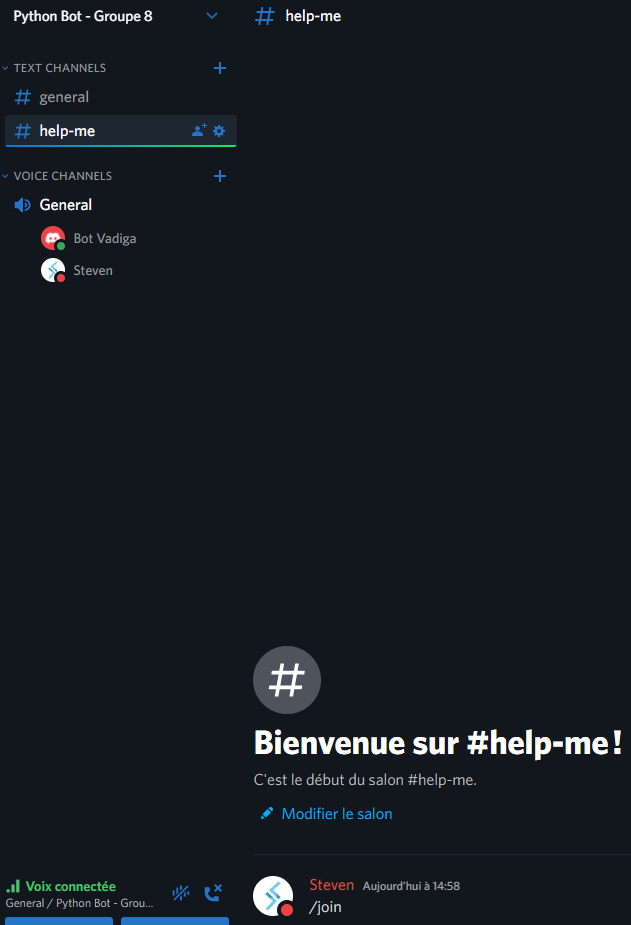 Python Bot - Groupe 8
TEXT CHANNELS
# general
# help-me
VOICE CHANNELS
General
Bot Vadiga
Steven
Voix connectée
General / Python Bot - Grou...
# help-me
#
Bienvenue sur #help-me !
C'est le début du salon #help-me.
Modifier le salon
Steven Aujourd'hui à 14:58
/join